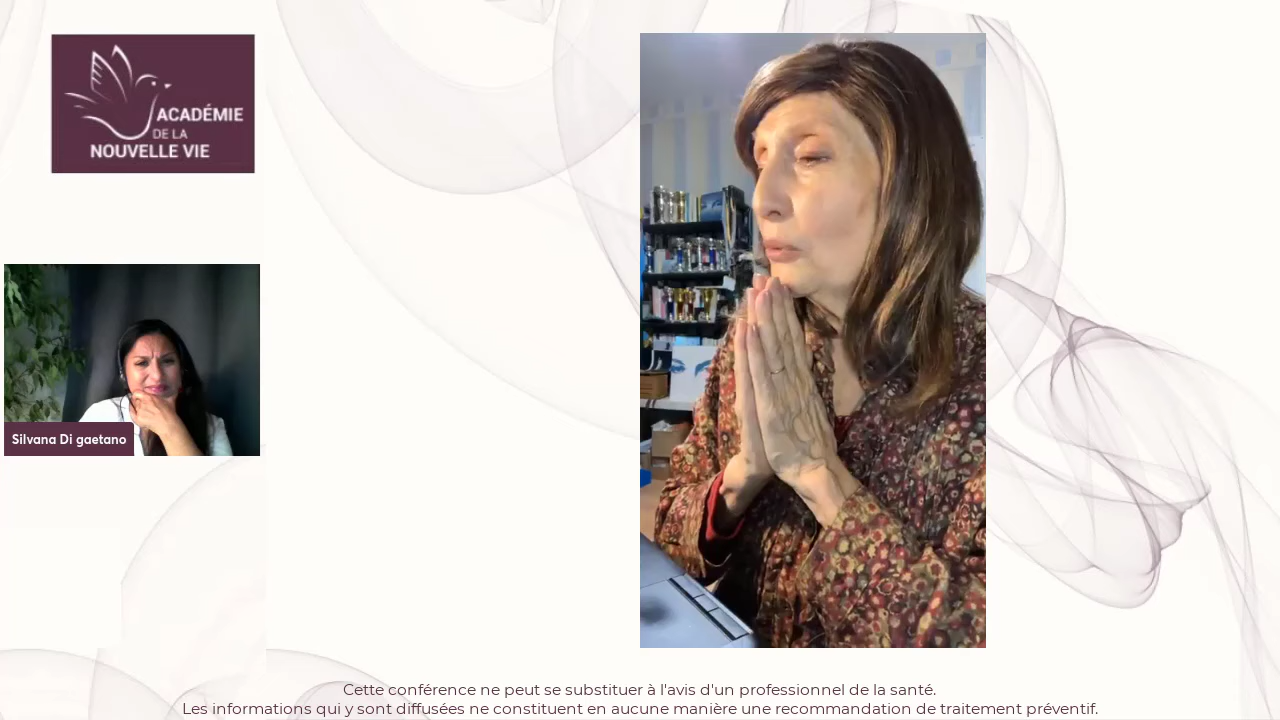 ACADÉMIE
DE LA
NOUVELLE VIE
Silvana Di gaetano
Cette conférence ne peut se substituer à l'avis d'un professionnel de la santé.
Les informations qui y sont diffusées ne constituent en aucune manière une recommandation de traitement préventif.